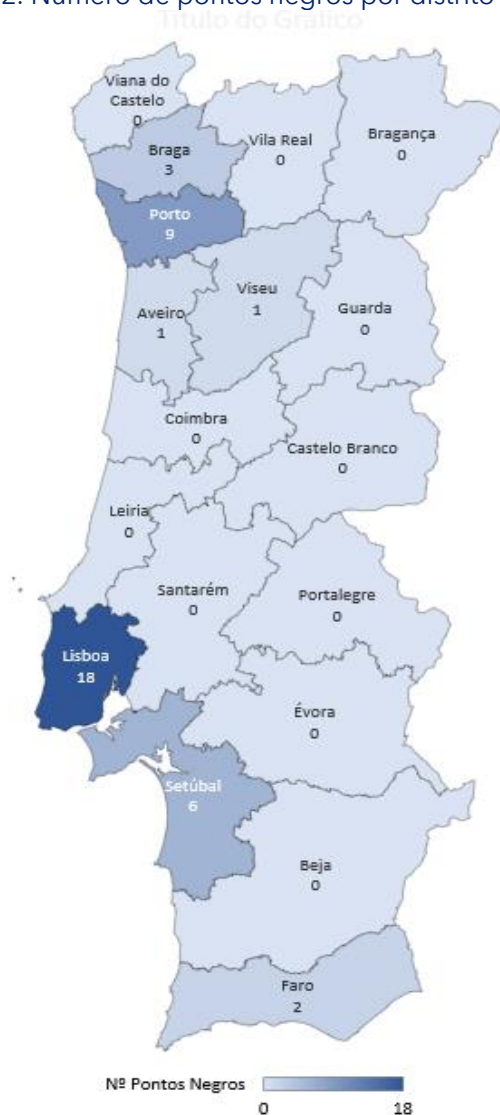 2. Número de pontos negros por distrito
Título do Gráfico
Viana do
Castelo
0
Braga
3
Vila Real
0
Bragança
0
Porto
9
Aveiro
1
Viseu
1
Guarda
0
Coimbra
0
Castelo Branco
0
Leiria
0
Santarém
0
Portalegre
0
Lisboa
18
Évora
0
Setúbal
6
Beja
0
Faro
2
Nº Pontos Negros
0 18